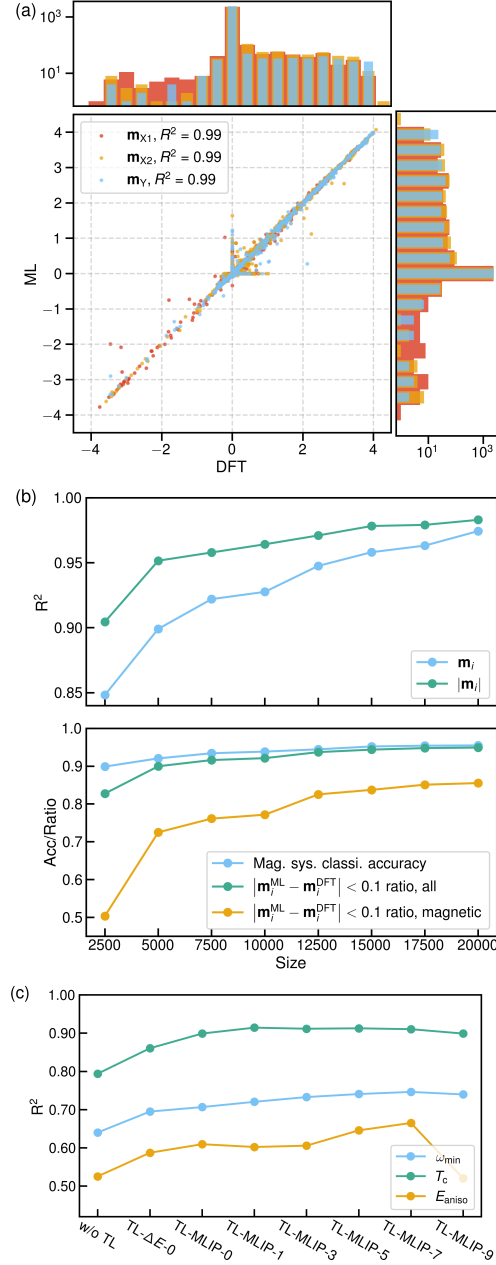 (a)
10³
10¹
m_X1, R² = 0.99
m_X2, R² = 0.99
m_Y, R² = 0.99
4
3
2
1
0
−1
−2
−3
−4
ML
−4 −2 0 2 4
DFT
10¹ 10³
(b)
1.00
0.95
0.90
0.85
R²
m_i
|m_i|
1.0
0.9
0.8
0.7
0.6
0.5
Acc/Ratio
Mag. sys. classi. accuracy
|m_i^ML − m_i^DFT| < 0.1 ratio, all
|m_i^ML − m_i^DFT| < 0.1 ratio, magnetic
2500 5000 7500 10000 12500 15000 17500 20000
Size
(c)
1.00
0.90
0.80
0.70
0.60
0.50
R²
ω_min
T_c
E_aniso
w/o TL
TL-ΔE-0
TL-MLIP-0
TL-MLIP-1
TL-MLIP-3
TL-MLIP-5
TL-MLIP-7
TL-MLIP-9